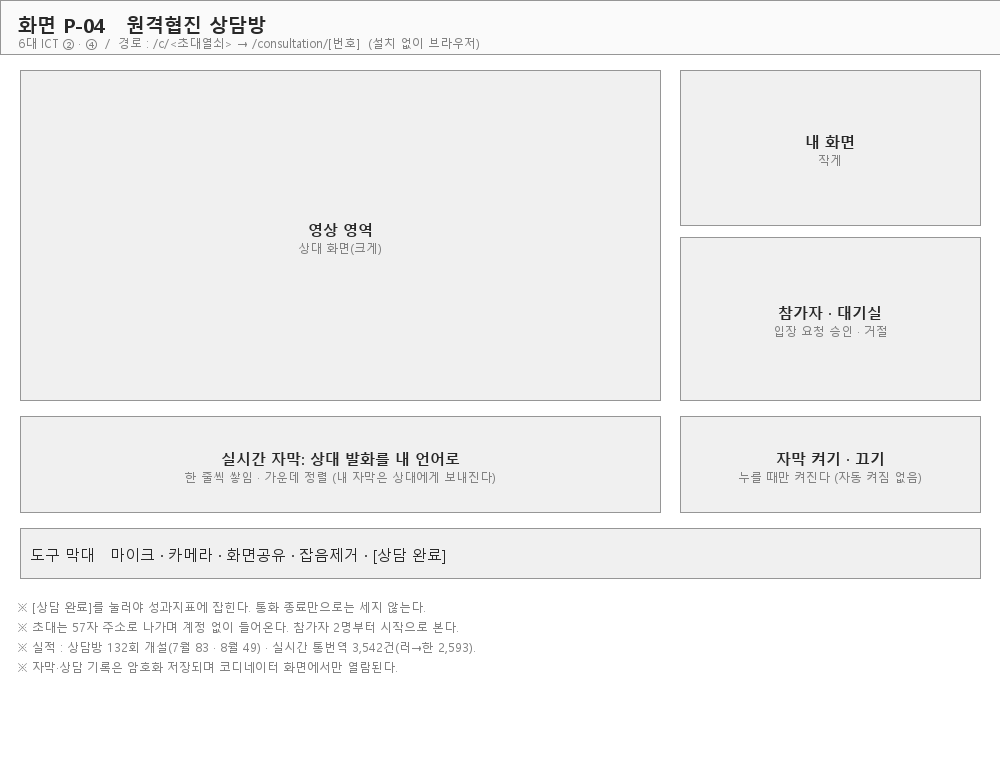 화면 P-04 원격협진 상담방
6대 ICT ② · ④ / 경로 : /c/<초대열쇠> → /consultation/[번호] (설치 없이 브라우저)
영상 영역
상대 화면(크게)
내 화면
작게
참가자 · 대기실
입장 요청 승인 · 거절
실시간 자막: 상대 발화를 내 언어로
한 줄씩 쌓임 · 가운데 정렬 (내 자막은 상대에게 보내진다)
자막 켜기 · 끄기
누를 때만 켜진다 (자동 켜짐 없음)
도구 막대 마이크 · 카메라 · 화면공유 · 잡음제거 · [상담 완료]
※ [상담 완료]를 눌러야 성과지표에 잡힌다. 통화 종료만으로는 세지 않는다.
※ 초대는 57자 주소로 나가며 계정 없이 들어온다. 참가자 2명부터 시작으로 본다.
※ 실적 : 상담방 132회 개설(7월 83 · 8월 49) · 실시간 통번역 3,542건(러→한 2,593).
※ 자막·상담 기록은 암호화 저장되며 코디네이터 화면에서만 열람된다.